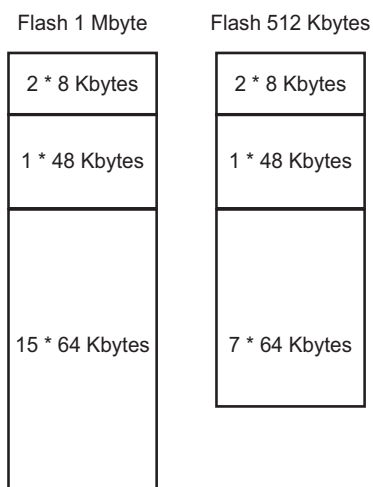 Flash 1 Mbyte
2 * 8 Kbytes
1 * 48 Kbytes
15 * 64 Kbytes
Flash 512 Kbytes
2 * 8 Kbytes
1 * 48 Kbytes
7 * 64 Kbytes